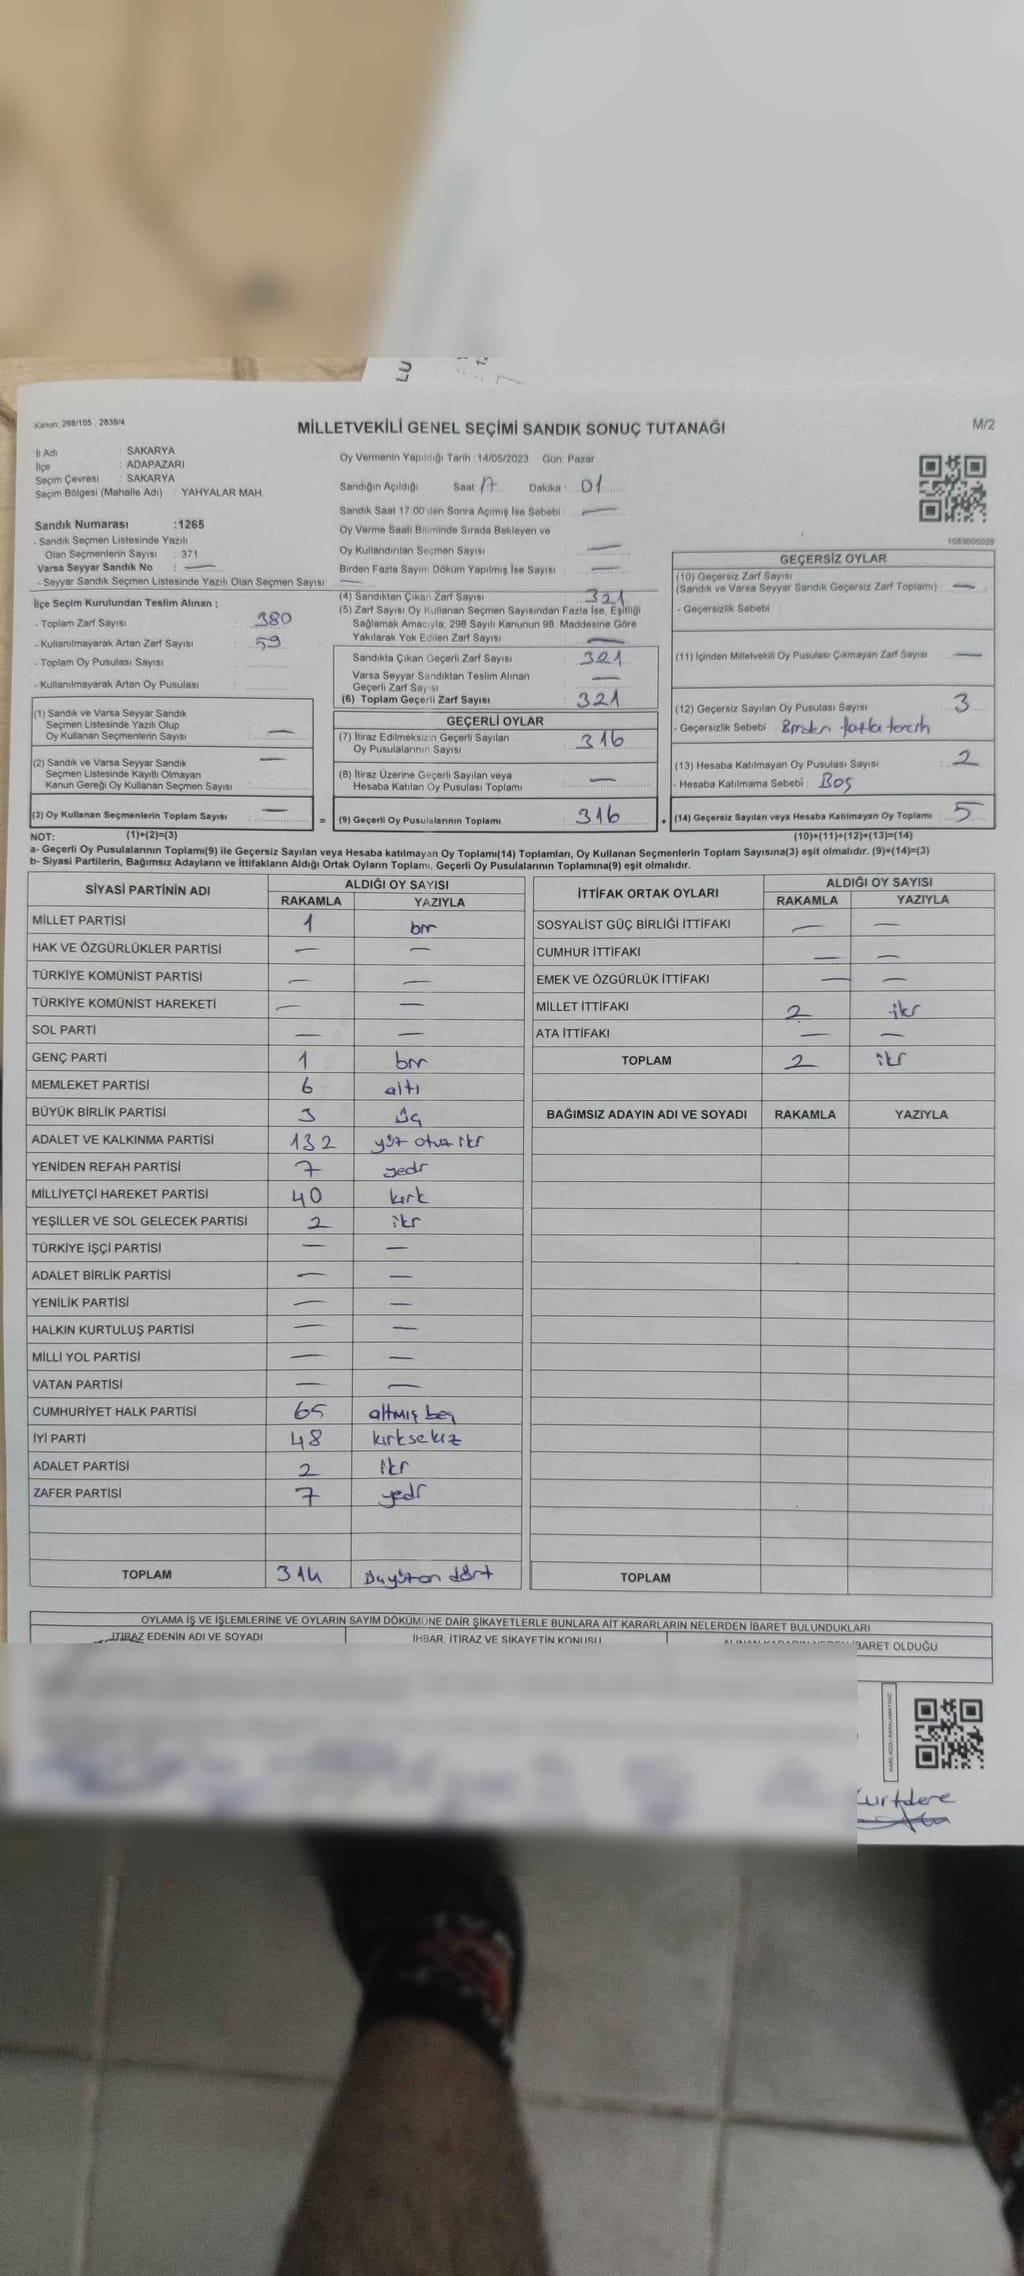 LU
Kanun, 298/105 , 2839/4
MİLLETVEKİLİ GENEL SEÇİMİ SANDIK SONUÇ TUTANAĞI
M/2
İl Adı SAKARYA
İlçe : ADAPAZARI
Seçim Çevresi : SAKARYA
Seçim Bölgesi (Mahalle Adı) : YAHYALAR MAH.
Sandık Numarası :1265
- Sandık Seçmen Listesinde Yazılı
Olan Seçmenlerin Sayısı : 371
Varsa Seyyar Sandık No : —
- Seyyar Sandık Seçmen Listesinde Yazılı Olan Seçmen Sayısı: —
Oy Vermenin Yapıldığı Tarih :14/05/2023 Gün: Pazar
Sandığın Açıldığı Saat: 17 Dakika : 01
Sandık Saat 17.00'den Sonra Açımış İse Sebebi : —
Oy Verme Saati Bitiminde Sırada Bekleyen ve
Oy Kullandırılan Seçmen Sayısı —
Birden Fazla Sayım Döküm Yapılmış İse Sayısı : —
1083605028
İlçe Seçim Kurulundan Teslim Alınan ;
- Toplam Zarf Sayısı : 380
- Kullanılmayarak Artan Zarf Sayısı : 59
- Toplam Oy Pusulası Sayısı :
- Kullanılmayarak Artan Oy Pusulası :
(1) Sandık ve Varsa Seyyar Sandık
Seçmen Listesinde Yazılı Olup
Oy Kullanan Seçmenlerin Sayısı : —
(2) Sandık ve Varsa Seyyar Sandık —
Seçmen Listesinde Kayıtlı Olmayan
Kanun Gereği Oy Kullanan Seçmen Sayısı :
(3) Oy Kullanan Seçmenlerin Toplam Sayısı : —
(4) Sandıktan Çıkan Zarf Sayısı : 321
(5) Zarf Sayısı Oy Kullanan Seçmen Sayısından Fazla İse, Eşitliği
Sağlamak Amacıyla; 298 Sayılı Kanunun 98. Maddesine Göre
Yakılarak Yok Edilen Zarf Sayısı : —
Sandıkta Çıkan Geçerli Zarf Sayısı : 321
Varsa Seyyar Sandıktan Teslim Alınan
Geçerli Zarf Sayısı : —
(6) Toplam Geçerli Zarf Sayısı : 321
GEÇERLİ OYLAR
(7) İtiraz Edilmeksizin Geçerli Sayılan
Oy Pusulalarının Sayısı : 316
(8) İtiraz Üzerine Geçerli Sayılan veya
Hesaba Katılan Oy Pusulası Toplamı : —
= (9) Geçerli Oy Pusulalarının Toplamı : 316
GEÇERSİZ OYLAR
(10) Geçersiz Zarf Sayısı
(Sandık ve Varsa Seyyar Sandık Geçersiz Zarf Toplamı) : —
- Geçersizlik Sebebi :
(11) İçinden Milletvekili Oy Pusulası Çıkmayan Zarf Sayısı : —
(12) Geçersiz Sayılan Oy Pusulası Sayısı : 3
- Geçersizlik Sebebi : Birden fazla tercih
(13) Hesaba Katılmayan Oy Pusulası Sayısı : 2
- Hesaba Katılmama Sebebi : Boş
+ (14) Geçersiz Sayılan veya Hesaba Katılmayan Oy Toplamı : 5
NOT: (1)+(2)=(3) (10)+(11)+(12)+(13)=(14)
a- Geçerli Oy Pusulalarının Toplamı(9) ile Geçersiz Sayılan veya Hesaba katılmayan Oy Toplamı(14) Toplamları, Oy Kullanan Seçmenlerin Toplam Sayısına(3) eşit olmalıdır. (9)+(14)=(3)
b- Siyasi Partilerin, Bağımsız Adayların ve İttifakların Aldığı Ortak Oyların Toplamı, Geçerli Oy Pusulalarının Toplamına(9) eşit olmalıdır.
SİYASİ PARTİNİN ADI ALDIĞI OY SAYISI
RAKAMLA YAZIYLA
MİLLET PARTİSİ 1 bir
HAK VE ÖZGÜRLÜKLER PARTİSİ — —
TÜRKİYE KOMÜNİST PARTİSİ — —
TÜRKİYE KOMÜNİST HAREKETİ — —
SOL PARTİ — —
GENÇ PARTİ 1 bir
MEMLEKET PARTİSİ 6 altı
BÜYÜK BİRLİK PARTİSİ 3 üç
ADALET VE KALKINMA PARTİSİ 132 yüz otuz iki
YENİDEN REFAH PARTİSİ 7 yedi
MİLLİYETÇİ HAREKET PARTİSİ 40 kırk
YEŞİLLER VE SOL GELECEK PARTİSİ 2 iki
TÜRKİYE İŞÇİ PARTİSİ — —
ADALET BİRLİK PARTİSİ — —
YENİLİK PARTİSİ — —
HALKIN KURTULUŞ PARTİSİ — —
MİLLİ YOL PARTİSİ — —
VATAN PARTİSİ — —
CUMHURİYET HALK PARTİSİ 65 altmış beş
İYİ PARTİ 48 kırksekiz
ADALET PARTİSİ 2 iki
ZAFER PARTİSİ 7 yedi
TOPLAM 314 üçyüzon dört
İTTİFAK ORTAK OYLARI ALDIĞI OY SAYISI
RAKAMLA YAZIYLA
SOSYALİST GÜÇ BİRLİĞİ İTTİFAKI — —
CUMHUR İTTİFAKI — —
EMEK VE ÖZGÜRLÜK İTTİFAKI — —
MİLLET İTTİFAKI 2 iki
ATA İTTİFAKI — —
TOPLAM 2 iki
BAĞIMSIZ ADAYIN ADI VE SOYADI RAKAMLA YAZIYLA
TOPLAM
OYLAMA İŞ VE İŞLEMLERİNE VE OYLARIN SAYIM DÖKÜMÜNE DAİR ŞİKAYETLERLE BUNLARA AİT KARARLARIN NELERDEN İBARET BULUNDUKLARI
İTİRAZ EDENİN ADI VE SOYADI İHBAR, İTİRAZ VE ŞİKAYETİN KONUSU ALINAN KARARIN NEDEN İBARET OLDUĞU
Kurtdere